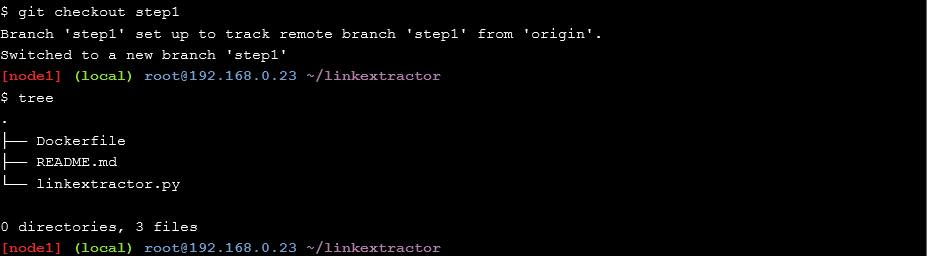 $ git checkout step1
Branch 'step1' set up to track remote branch 'step1' from 'origin'.
Switched to a new branch 'step1'
[node1] (local) root@192.168.0.23 ~/linkextractor
$ tree
.
├── Dockerfile
├── README.md
└── linkextractor.py

0 directories, 3 files
[node1] (local) root@192.168.0.23 ~/linkextractor